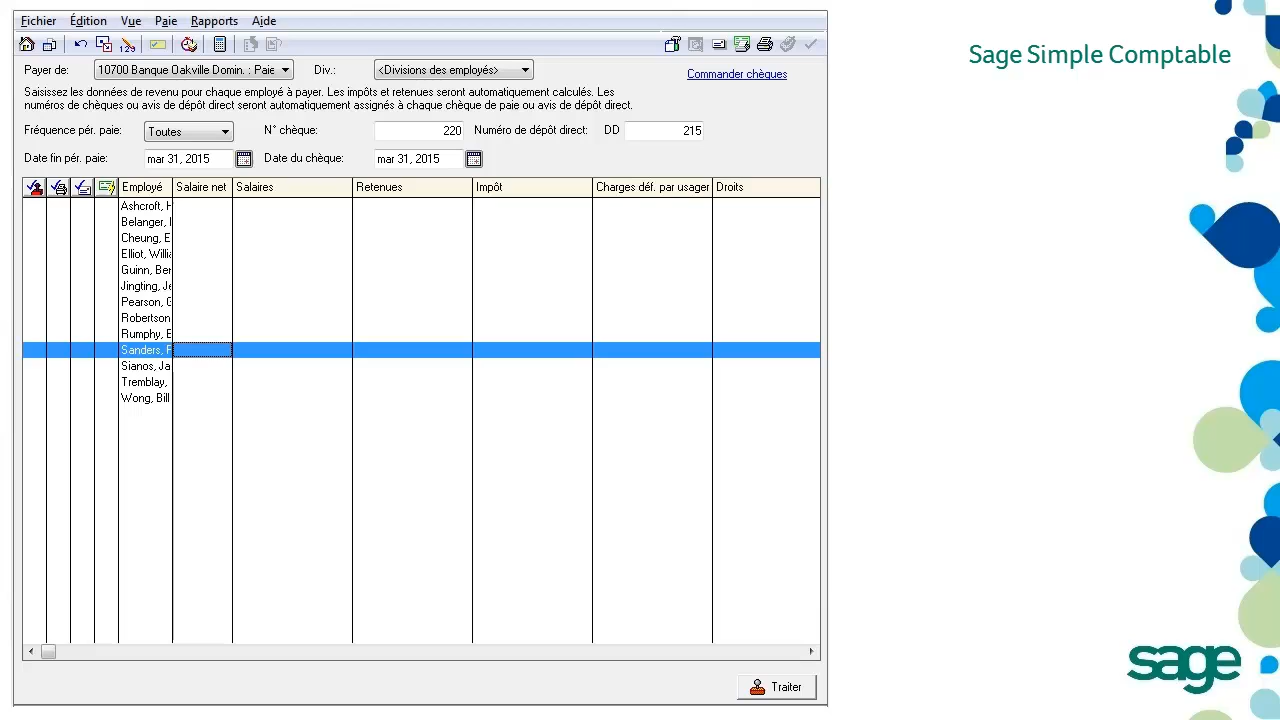 Fichier Édition Vue Paie Rapports Aide
Sage Simple Comptable
Payer de: 10700 Banque Oakville Domin. : Paie Div.: <Divisions des employés> Commander chèques
Saisissez les données de revenu pour chaque employé à payer. Les impôts et retenues seront automatiquement calculés. Les
numéros de chèques ou avis de dépôt direct seront automatiquement assignés à chaque chèque de paie ou avis de dépôt direct.
Fréquence pér. paie: Toutes N° chèque: 220 Numéro de dépôt direct: DD 215
Date fin pér. paie: mar 31, 2015 Date du chèque: mar 31, 2015
Employé Salaire net Salaires Retenues Impôt Charges déf. par usager Droits
Ashcroft, H
Belanger, I
Cheung, E
Elliot, Willi
Guinn, Ber
Jingting, Je
Pearson, G
Robertson
Rumphy, E
Sanders, F
Sianos, Ja
Tremblay,
Wong, Bill
sage
Traiter